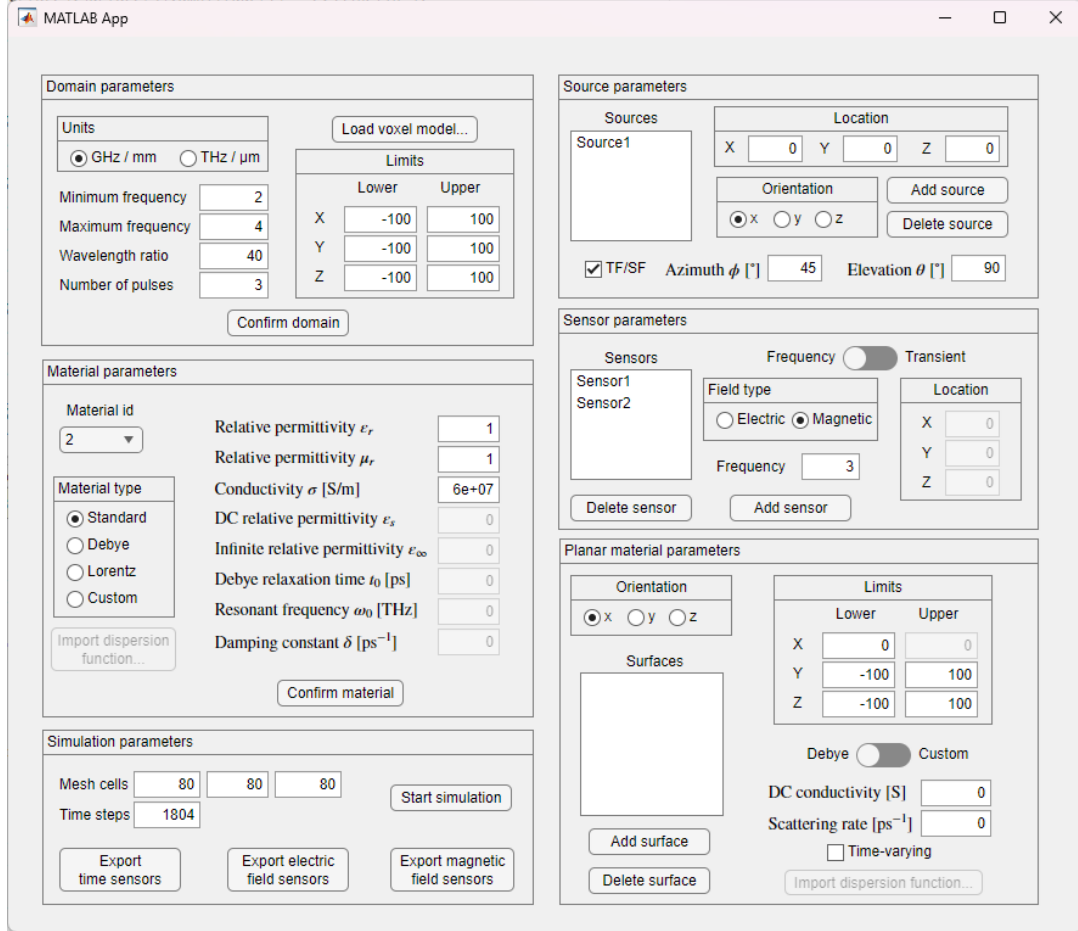 MATLAB App
Domain parameters
Units
GHz / mm THz / µm
Load voxel model...
Minimum frequency 2
Maximum frequency 4
Wavelength ratio 40
Number of pulses 3
Limits
Lower Upper
X -100 100
Y -100 100
Z -100 100
Confirm domain
Material parameters
Material id
2
Material type
Standard
Debye
Lorentz
Custom
Import dispersion
function...
Relative permittivity εr 1
Relative permittivity μr 1
Conductivity σ [S/m] 6e+07
DC relative permittivity εs 0
Infinite relative permittivity ε∞ 0
Debye relaxation time t0 [ps] 0
Resonant frequency ω0 [THz] 0
Damping constant δ [ps⁻¹] 0
Confirm material
Simulation parameters
Mesh cells 80 80 80
Time steps 1804
Start simulation
Export
time sensors
Export electric
field sensors
Export magnetic
field sensors
Source parameters
Sources
Source1
Location
X 0 Y 0 Z 0
Orientation
x y z
Add source
Delete source
TF/SF Azimuth ϕ [°] 45 Elevation θ [°] 90
Sensor parameters
Sensors
Sensor1
Sensor2
Frequency Transient
Field type
Electric Magnetic
Frequency 3
Location
X 0
Y 0
Z 0
Delete sensor
Add sensor
Planar material parameters
Orientation
x y z
Surfaces
Limits
Lower Upper
X 0 0
Y -100 100
Z -100 100
Debye Custom
DC conductivity [S] 0
Scattering rate [ps⁻¹] 0
Time-varying
Import dispersion function...
Add surface
Delete surface